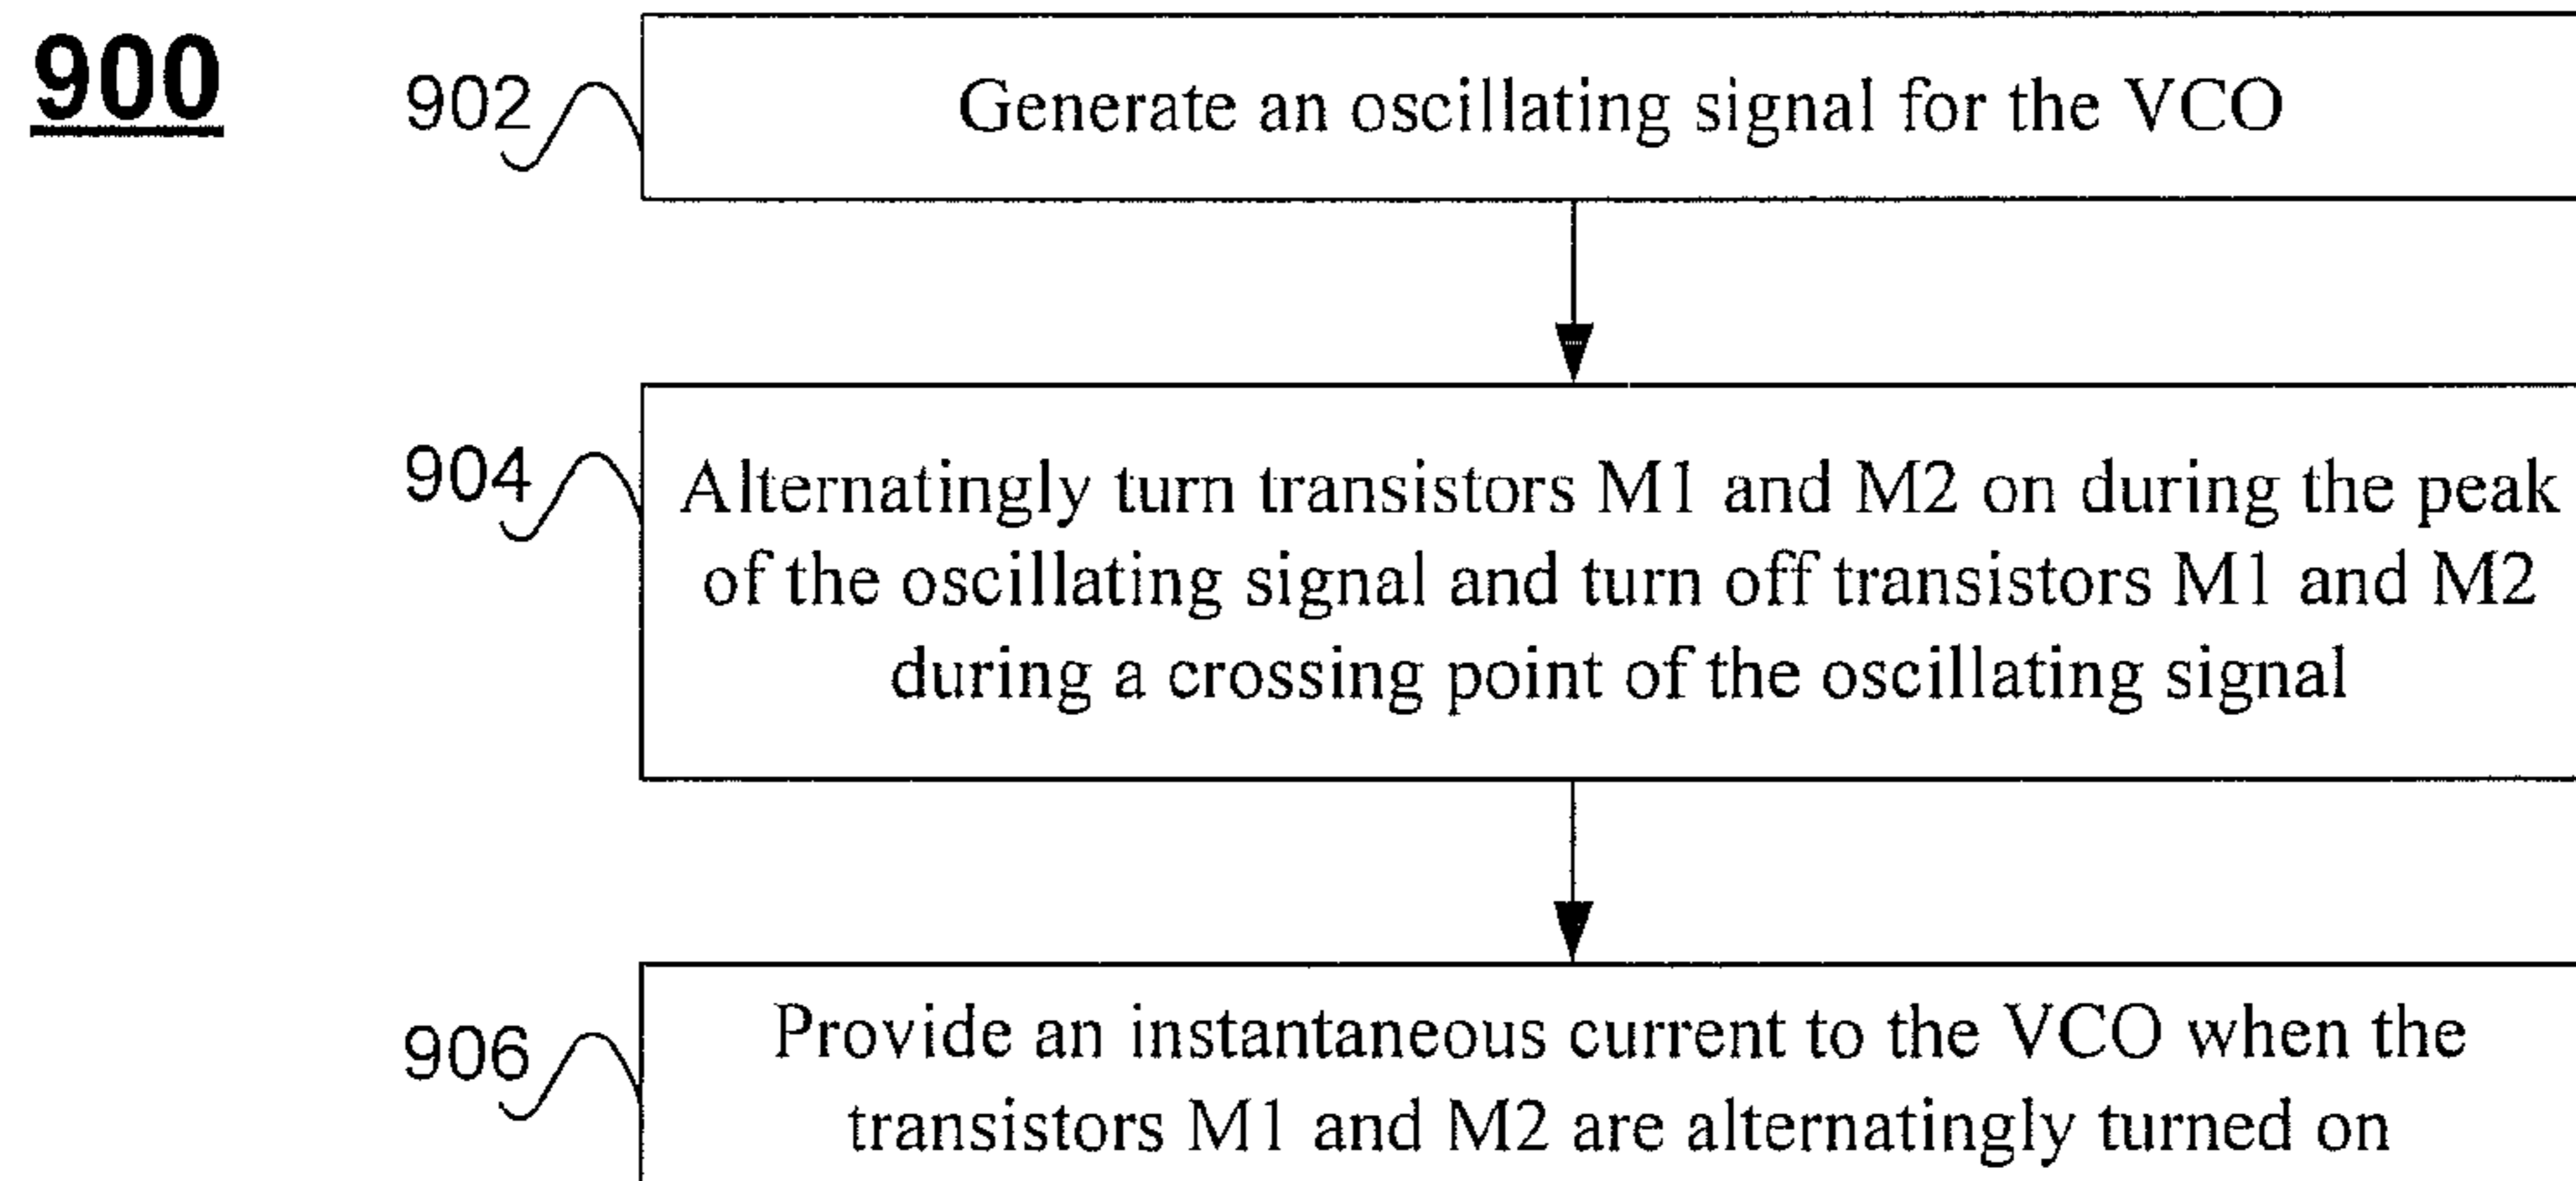 900
902
Generate an oscillating signal for the VCO
904
Alternatingly turn transistors M1 and M2 on during the peak
of the oscillating signal and turn off transistors M1 and M2
during a crossing point of the oscillating signal
906
Provide an instantaneous current to the VCO when the
transistors M1 and M2 are alternatingly turned on